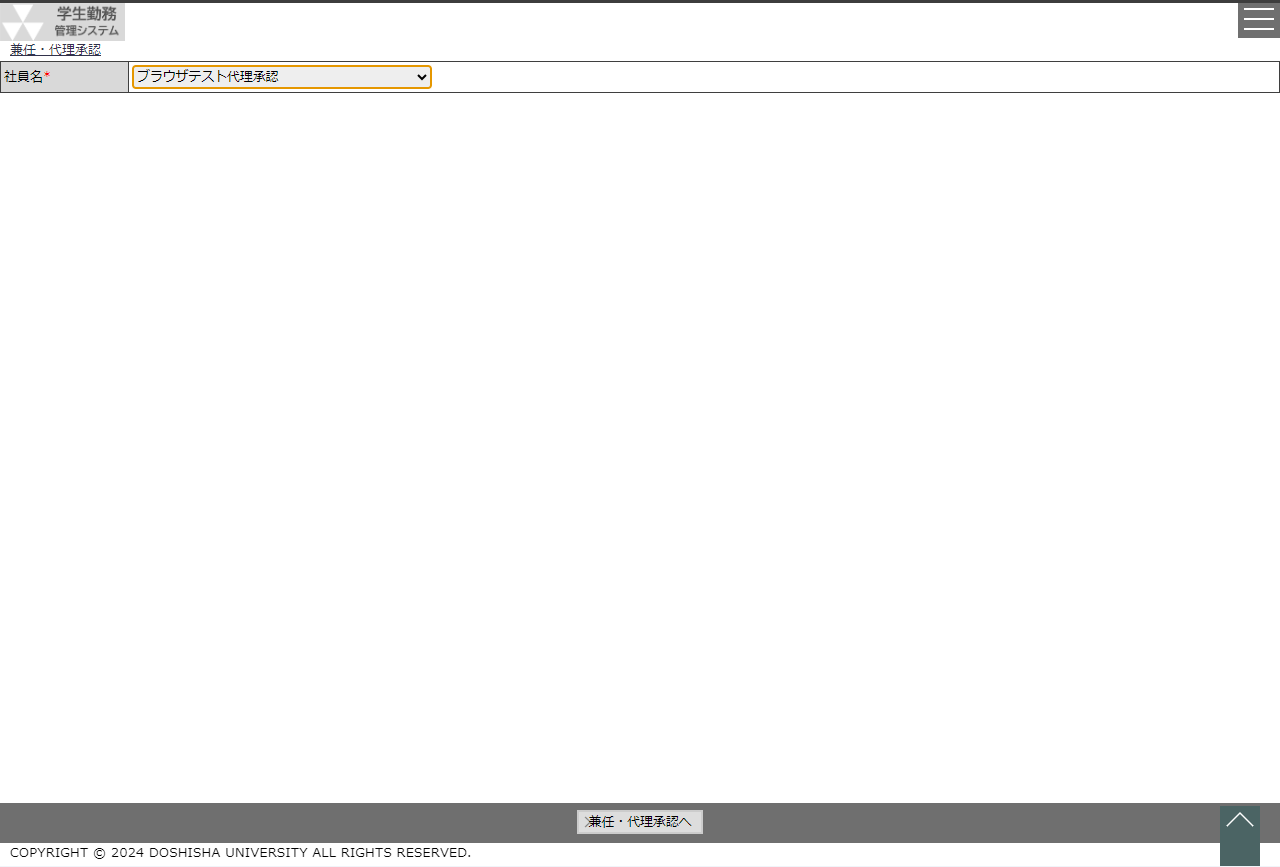 学生勤務
管理システム
兼任・代理承認
社員名*
ブラウザテスト代理承認
兼任・代理承認へ
COPYRIGHT © 2024 DOSHISHA UNIVERSITY ALL RIGHTS RESERVED.